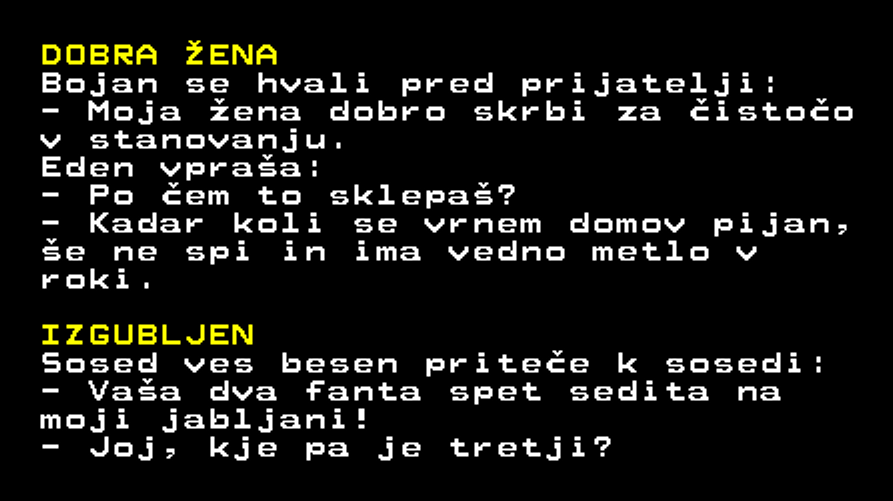 DOBRA ŽENA
Bojan se hvali pred prijatelji:
- Moja žena dobro skrbi za čistočo
v stanovanju.
Eden vpraša:
- Po čem to sklepaš?
- Kadar koli se vrnem domov pijan,
še ne spi in ima vedno metlo v
roki.
IZGUBLJEN
Sosed ves besen priteče k sosedi:
- Vaša dva fanta spet sedita na
moji jabljani!
- Joj, kje pa je tretji?